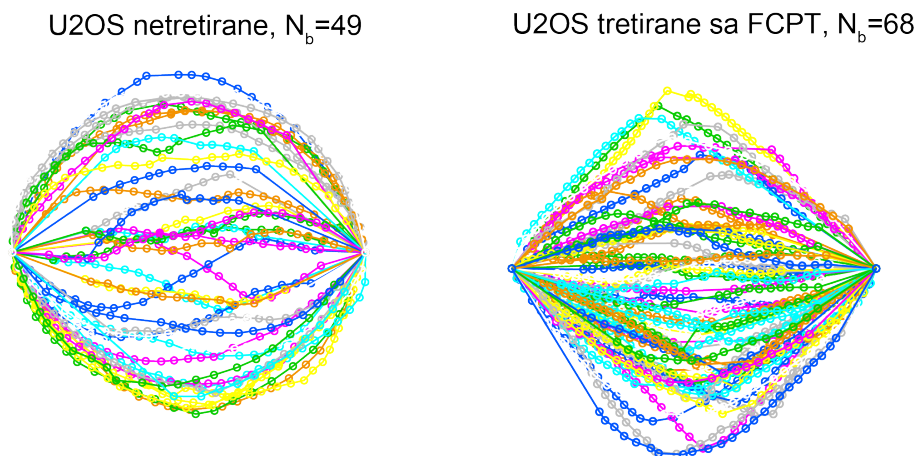 U2OS netretirane, N_b=49
U2OS tretirane sa FCPT, N_b=68